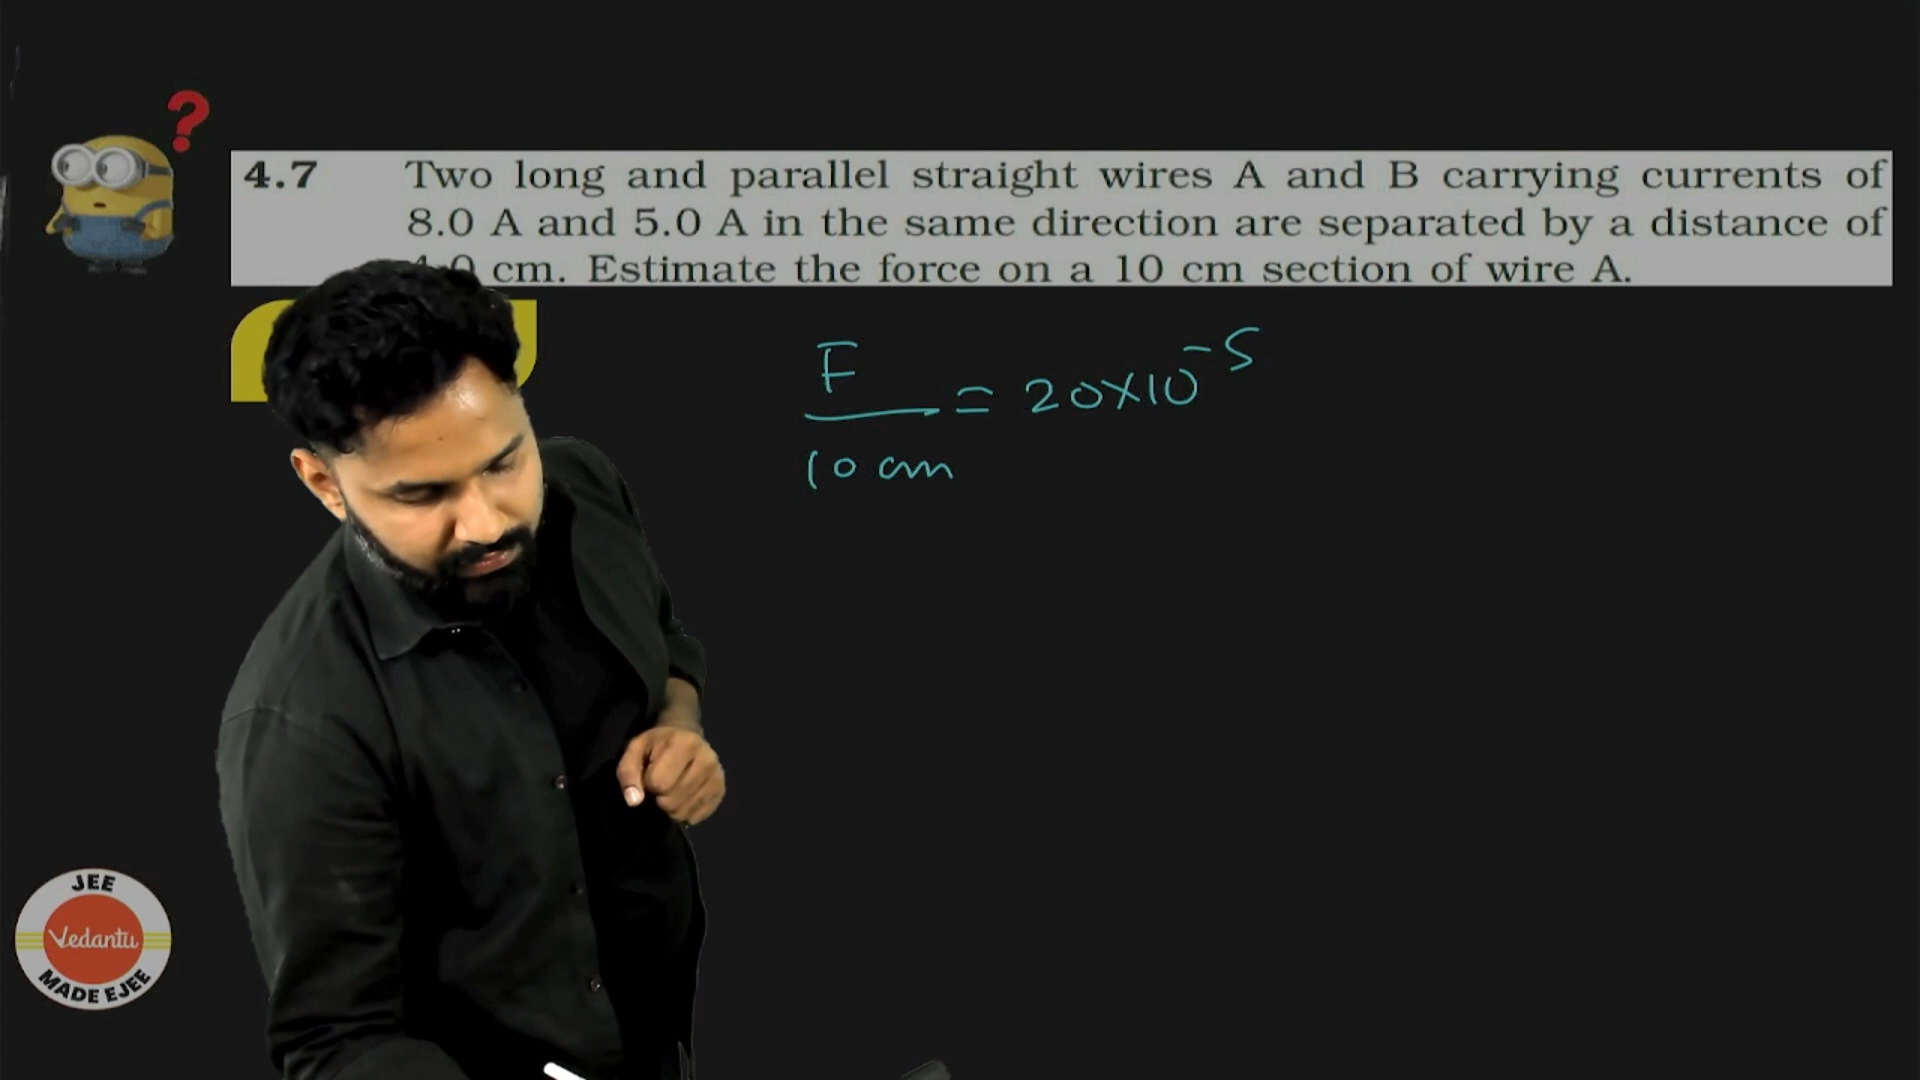 4.7 Two long and parallel straight wires A and B carrying currents of
8.0 A and 5.0 A in the same direction are separated by a distance of
cm. Estimate the force on a 10 cm section of wire A.
F
= 20×10⁻⁵
10 cm
JEE
Vedantu
MADE EJEE
?